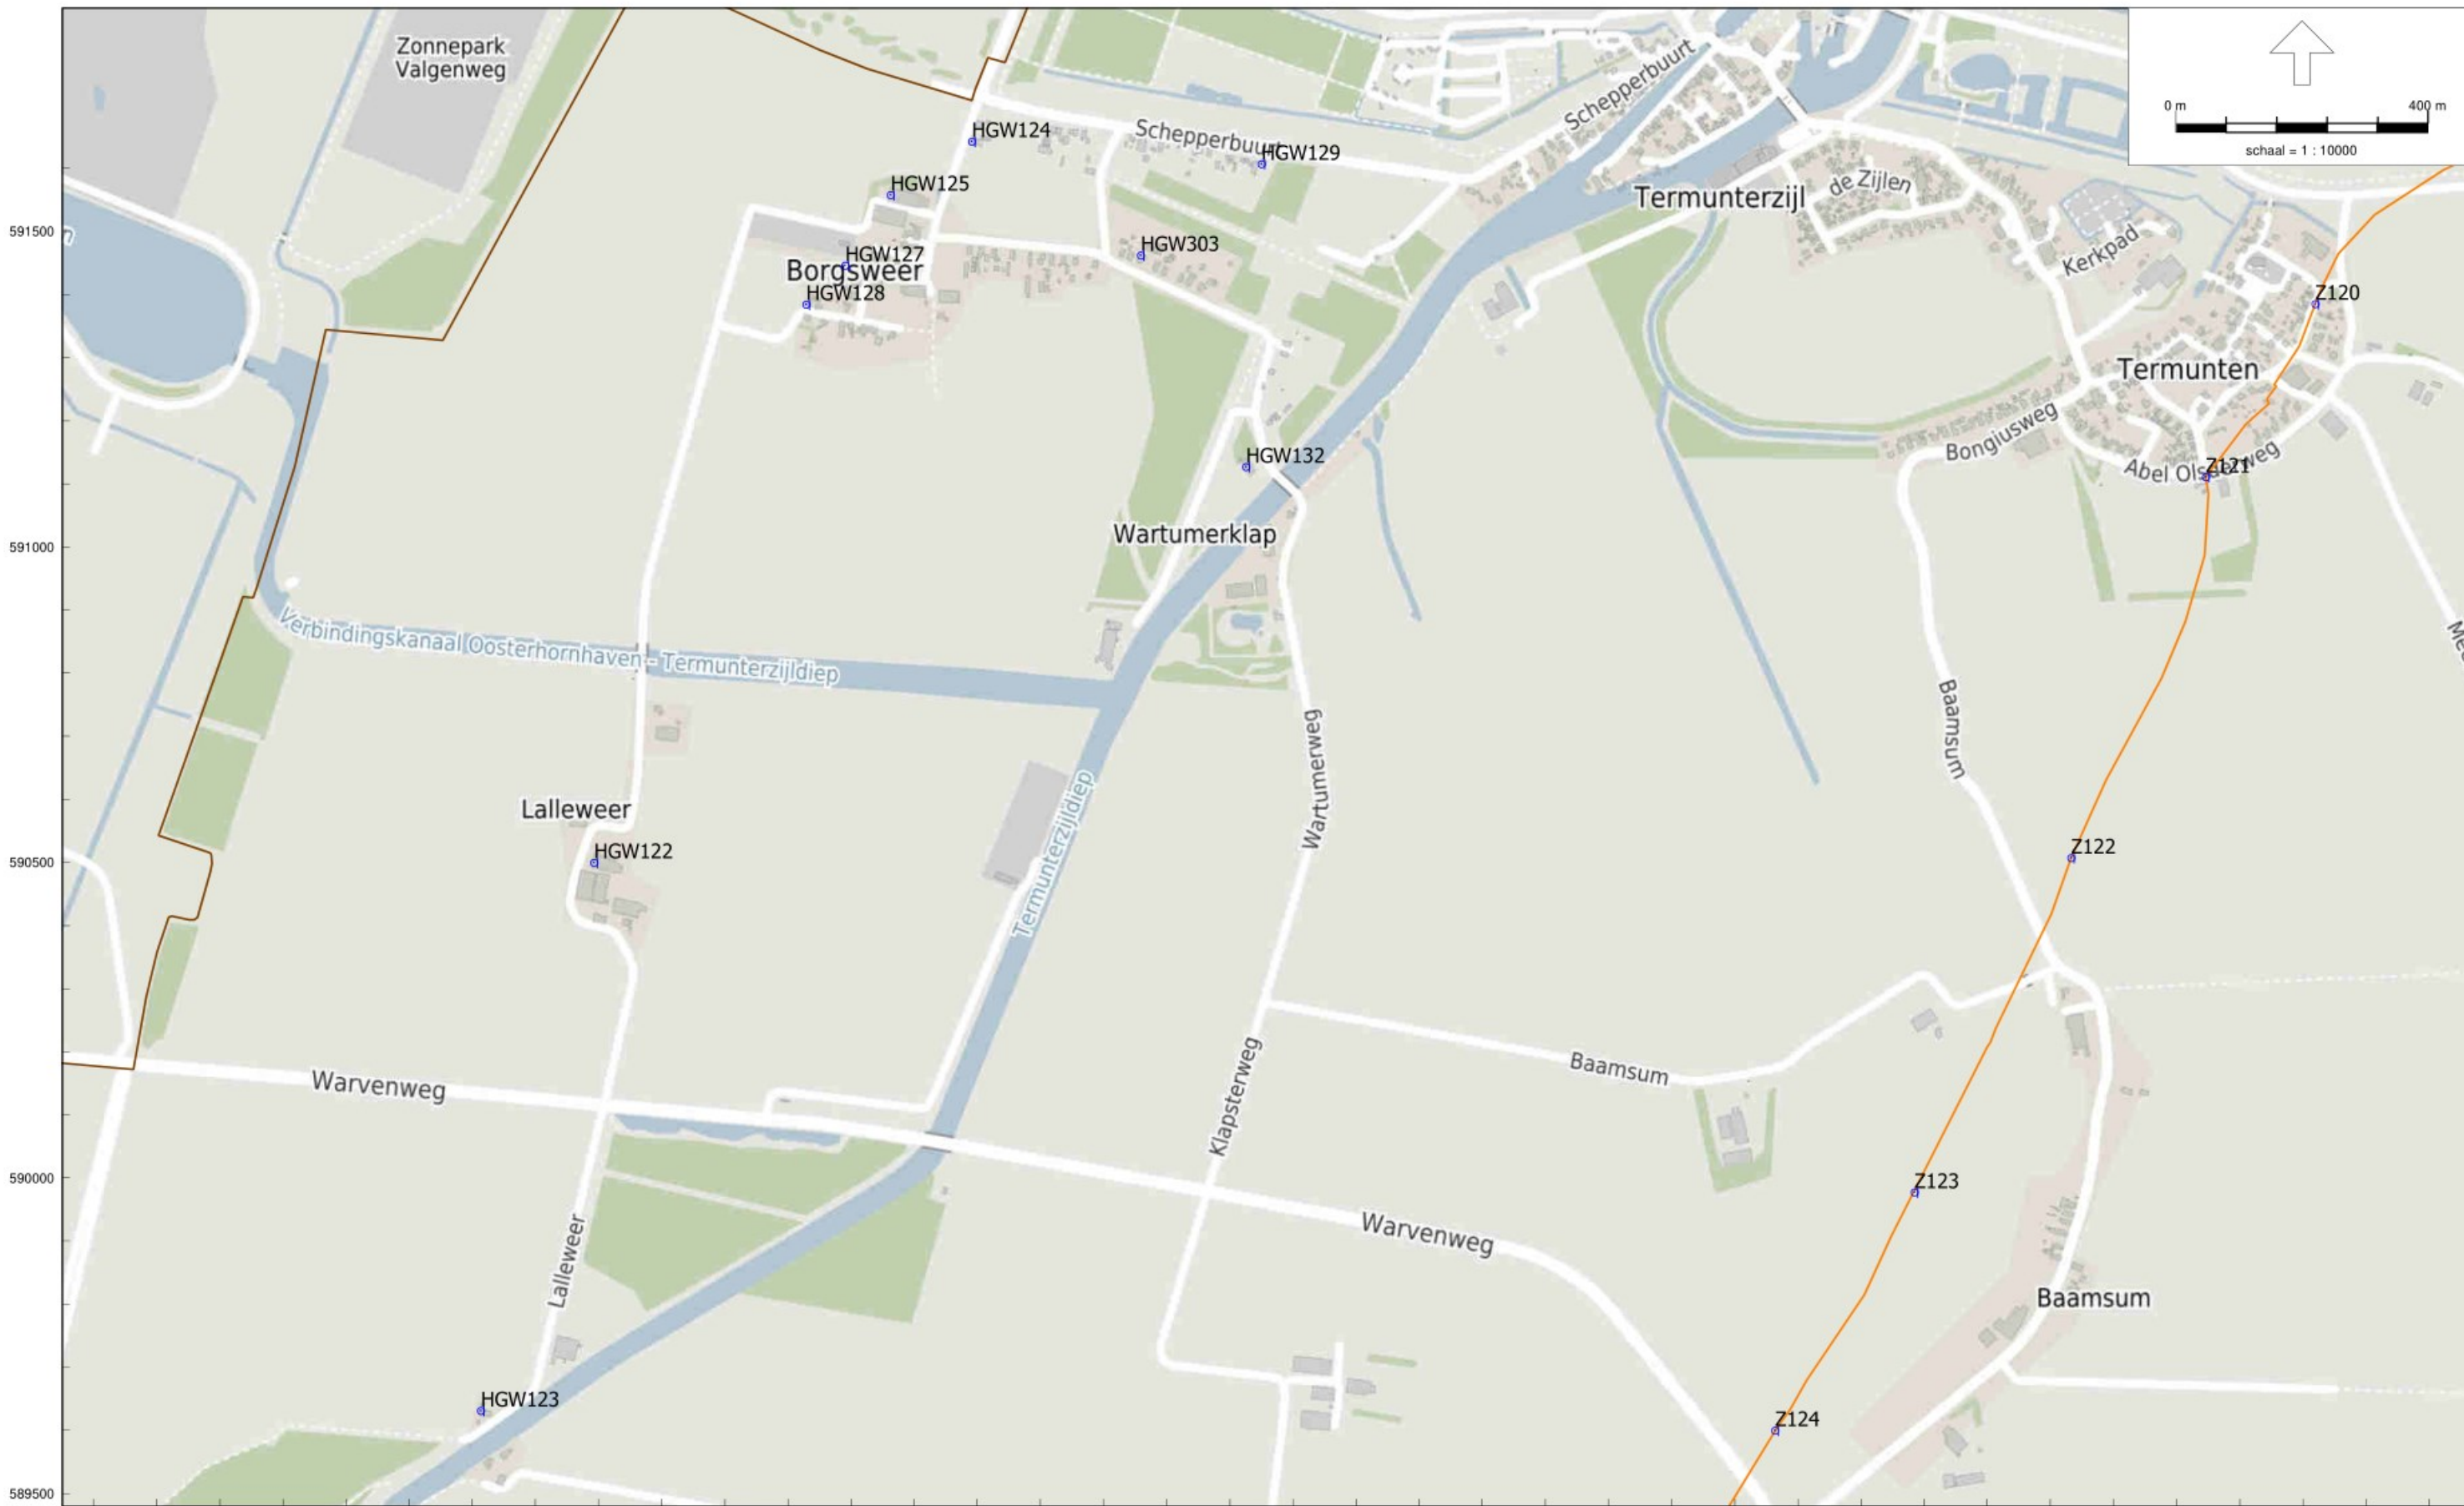 Zonnepark
Valgenweg
0 m
400 m
schaal = 1 : 10000
Schepperbuurt
HGW124
Schepperbuurt
HGW129
HGW125
Termunterzijl
de Zijlen
591500
HGW303
Kerkpad
HGW127
Borgsweer
HGW128
Z120
Termunten
Bongiusweg
HGW132
Z121
Wartumerklap
591000
Verbindingskanaal Oosterhornhaven - Termunterzijldiep
Baamsum
Wartumerweg
Lalleweer
Termunterzijldiep
HGW122
590500
Z122
Klapsterweg
Baamsum
Warvenweg
590000
Z123
Warvenweg
Lalleweer
Baamsum
HGW123
Z124
589500